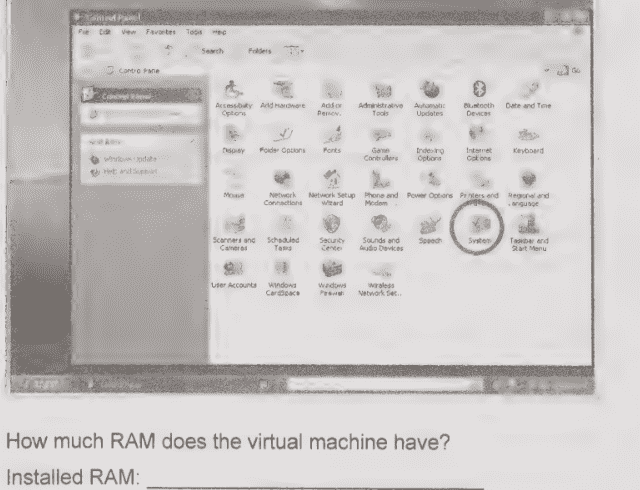 Control Panel
File Edit View Favorites Tools Help
Search Folders
Control Pane
Go
Control Panel
See Also
Windows Update
Help and Support
Accessibility Options
Add Hardware
Add or Remov..
Administrative Tools
Automatic Updates
Bluetooth Devices
Date and Time
Display
Folder Options
Fonts
Game Controllers
Indexing Options
Internet Options
Keyboard
Mouse
Network Connections
Network Setup Wizard
Phone and Modem ..
Power Options
Printers and
Regional and Language
Scanners and Cameras
Scheduled Tasks
Security Center
Sounds and Audio Devices
Speech
System
Taskbar and Start Menu
User Accounts
Windows CardSpace
Windows Firewall
Wireless Network Set..
How much RAM does the virtual machine have?
Installed RAM: